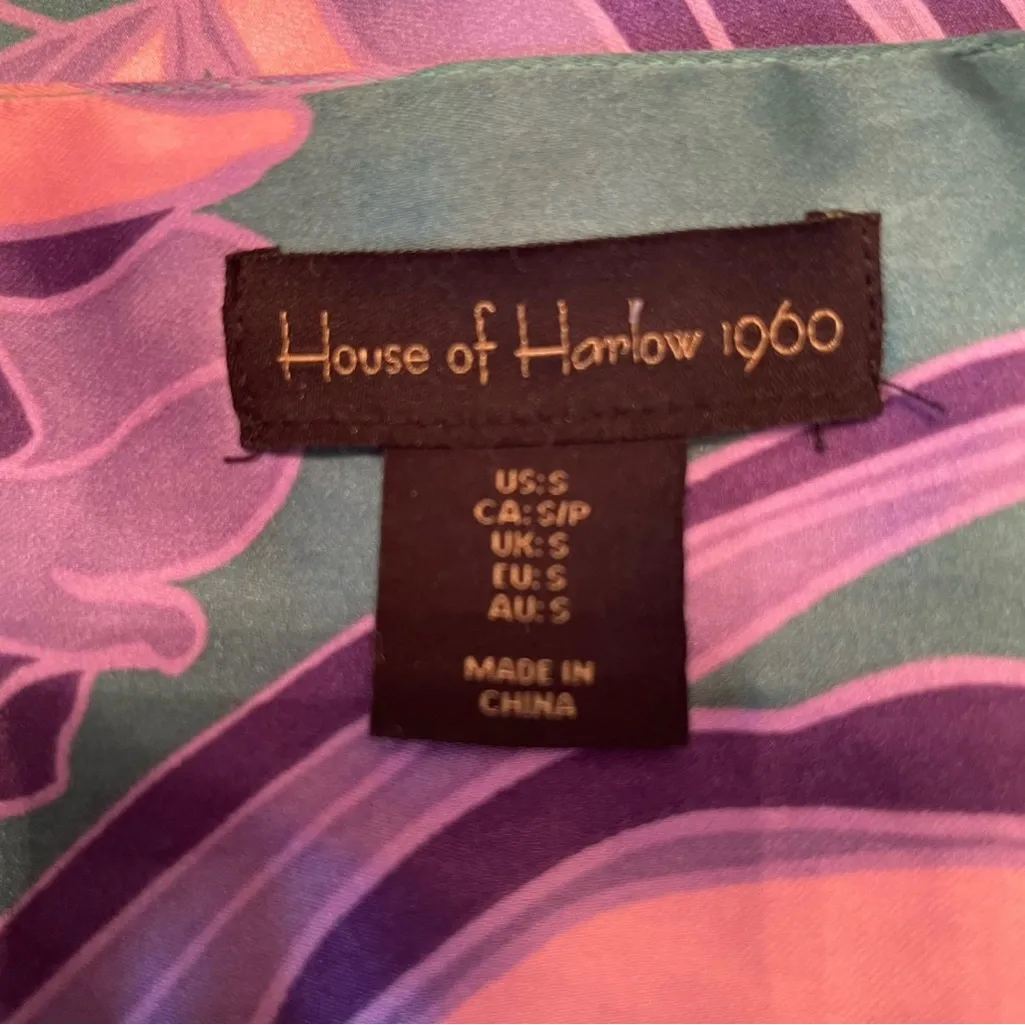 House of Harlow 1960
US: S
CA: S/P
UK: S
EU: S
AU: S
MADE IN
CHINA